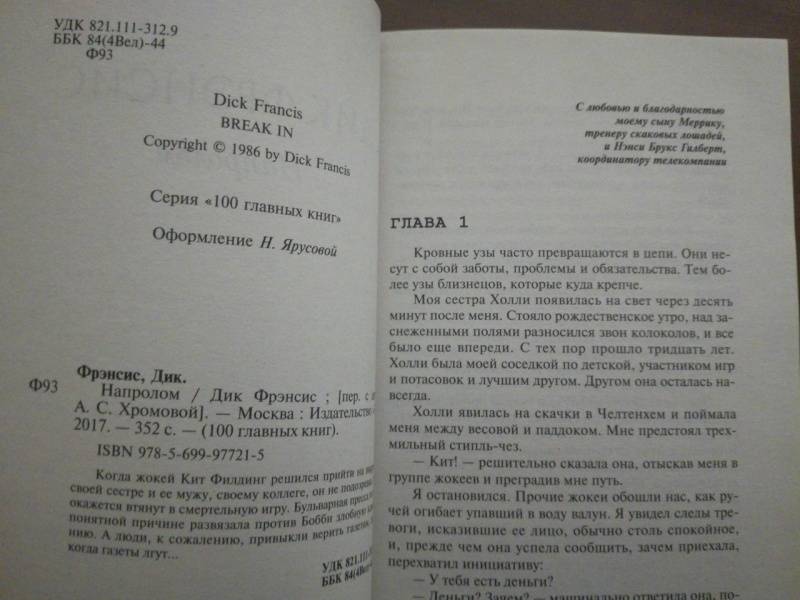 УДК 821.111-312.9
ББК 84(4Вел)-44
Ф93
Dick Francis
BREAK IN
Copyright © 1986 by Dick Francis
Серия «100 главных книг»
Оформление Н. Ярусовой
Фрэнсис, Дик.
Ф93 Напролом / Дик Фрэнсис ; [пер. с
А. С. Хромовой]. — Москва : Издательство
2017. — 352 с. — (100 главных книг).
ISBN 978-5-699-97721-5
Когда жокей Кит Филдинг решился прийти на
своей сестре и ее мужу, своему коллеге, он не
окажется втянут в смертельную игру. Бульварная
понятной причине развязала против Бобби злобную
нию. А люди, к сожалению, привыкли верить
когда газеты лгут...
УДК
ББК
С любовью и благодарностью
моему сыну Меррику,
тренеру скаковых лошадей,
и Нэнси Брукс Гилберт,
координатору телекомпании
ГЛАВА 1
Кровные узы часто превращаются в цепи. Они не-
сут с собой заботы, проблемы и обязательства. Тем бо-
лее узы близнецов, которые куда крепче.
Моя сестра Холли появилась на свет через десять
минут после меня. Стояло рождественское утро, над за-
снеженными полями разносился звон колоколов, и все
было еще впереди. С тех пор прошло тридцать лет.
Холли была моей соседкой по детской, участником игр
и потасовок и лучшим другом. Другом она осталась на-
всегда.
Холли явилась на скачки в Челтенхем и поймала
меня между весовой и паддоком. Мне предстоял трех-
мильный стипль-чез.
— Кит! — решительно сказала она, отыскав меня в
группе жокеев и преградив мне путь.
Я остановился. Прочие жокеи обошли нас, как ру-
чей огибает упавший в воду валун. Я увидел следы тре-
воги, исказившие ее лицо, обычно столь спокойное,
и, прежде чем она успела сообщить, зачем приехала,
перехватил инициативу:
— У тебя есть деньги?
— Деньги? Зачем? — машинально ответила она, по-